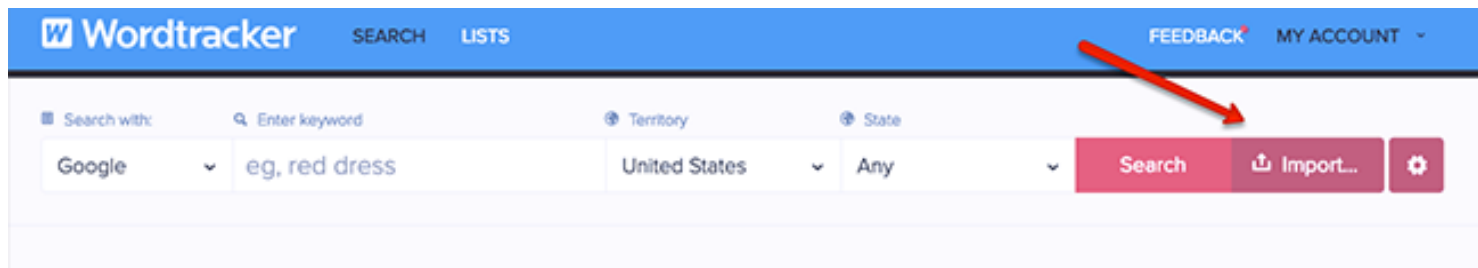 W Wordtracker SEARCH LISTS FEEDBACK MY ACCOUNT
Search with: Enter keyword Territory State
Google eg, red dress United States Any Search Import...